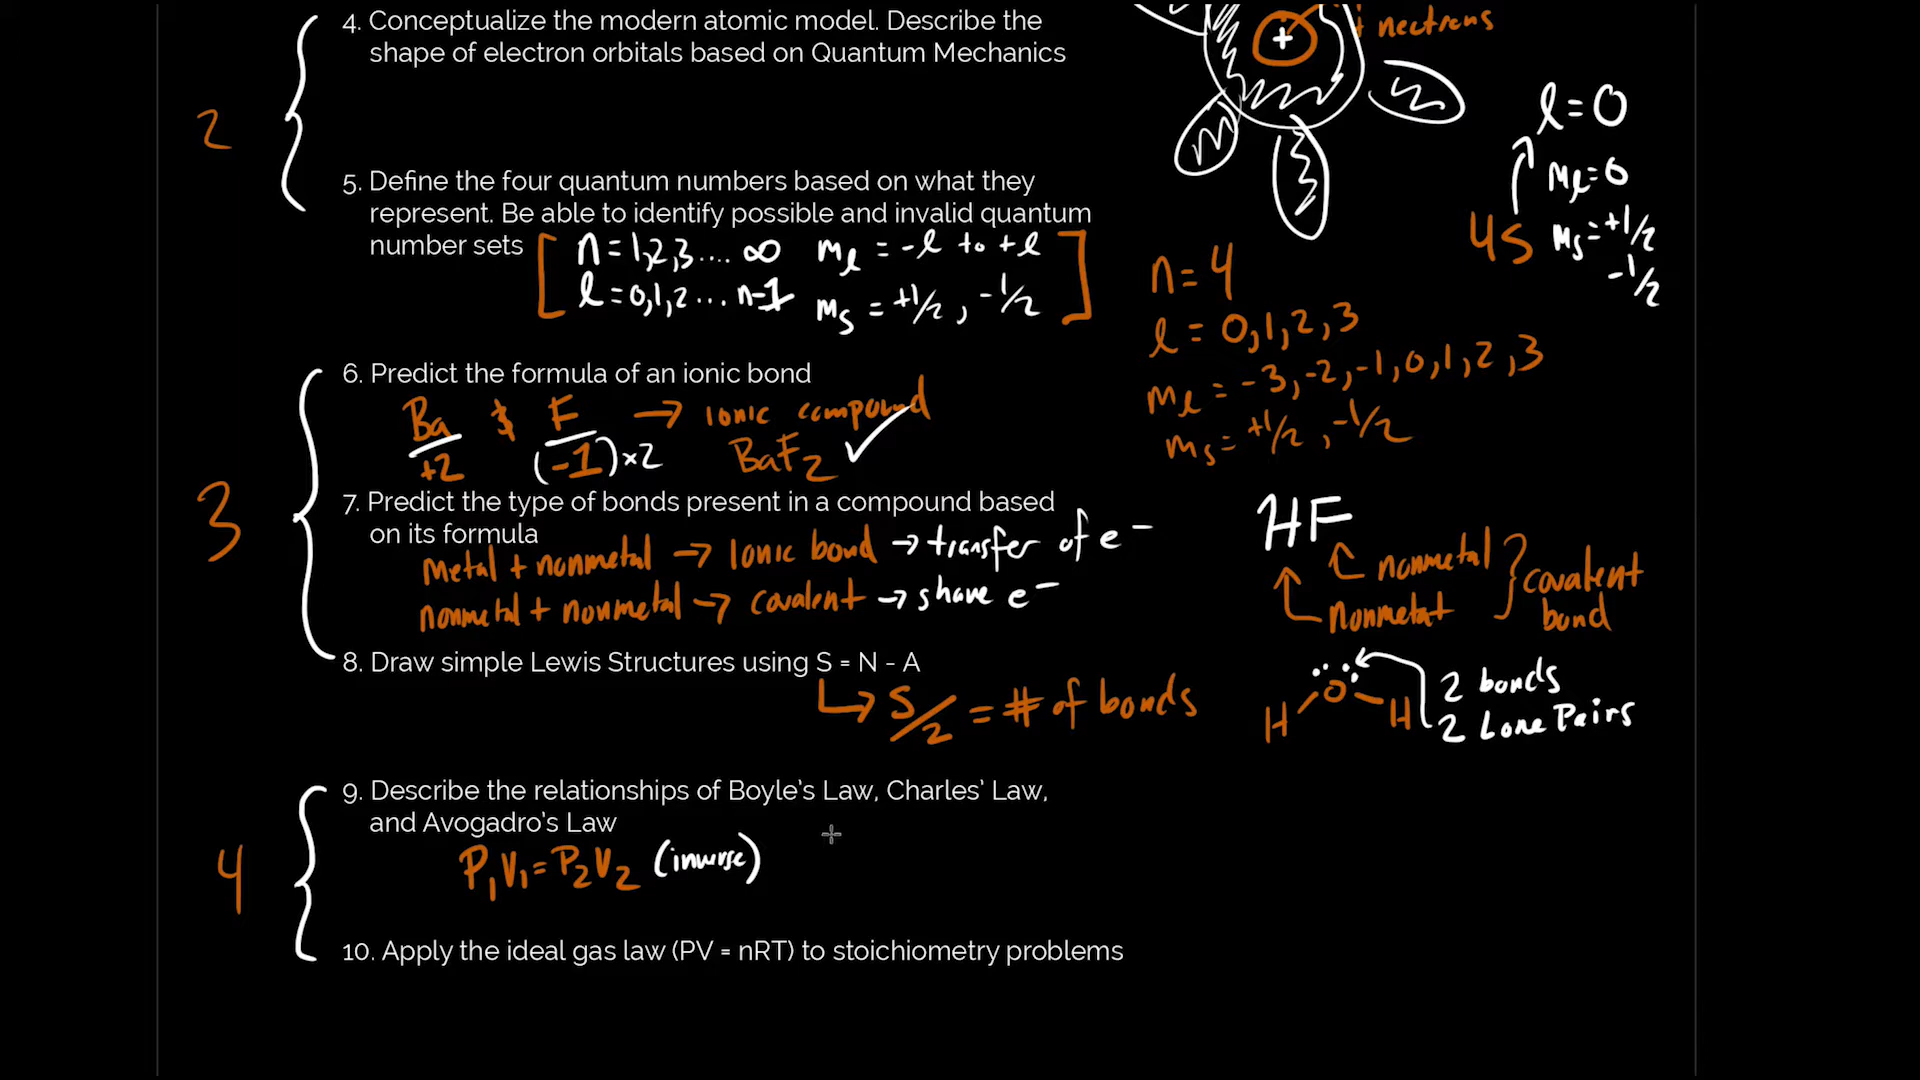 4. Conceptualize the modern atomic model. Describe the
shape of electron orbitals based on Quantum Mechanics
+
+ neutrons
2
l = 0
ml = 0
4s
ms = +1/2
-1/2
5. Define the four quantum numbers based on what they
represent. Be able to identify possible and invalid quantum
number sets
n = 1,2,3.... ∞ ml = -l to +l
l = 0,1,2 ... n-1 ms = +1/2, -1/2
n = 4
l = 0,1,2,3
ml = -3,-2,-1,0,1,2,3
ms = +1/2, -1/2
3
6. Predict the formula of an ionic bond
Ba & F → Ionic compound
+2 (-1)×2 BaF2 ✓
7. Predict the type of bonds present in a compound based
on its formula
Metal + nonmetal → Ionic bond → transfer of e-
nonmetal + nonmetal → covalent → share e-
HF
nonmetal
nonmetal
covalent
bond
8. Draw simple Lewis Structures using S = N - A
S/2 = # of bonds
H O H
2 bonds
2 Lone Pairs
4
9. Describe the relationships of Boyle's Law, Charles' Law,
and Avogadro's Law
P1V1 = P2V2 (inverse)
10. Apply the ideal gas law (PV = nRT) to stoichiometry problems